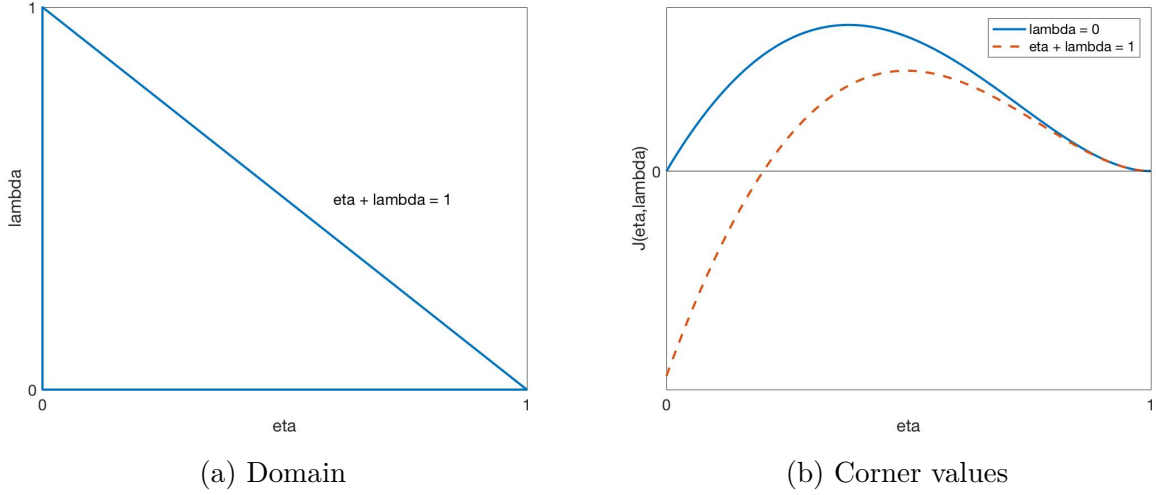 1
lambda
eta + lambda = 1
0
0
1
eta
(a) Domain
lambda = 0
eta + lambda = 1
J(eta,lambda)
0
0
1
eta
(b) Corner values